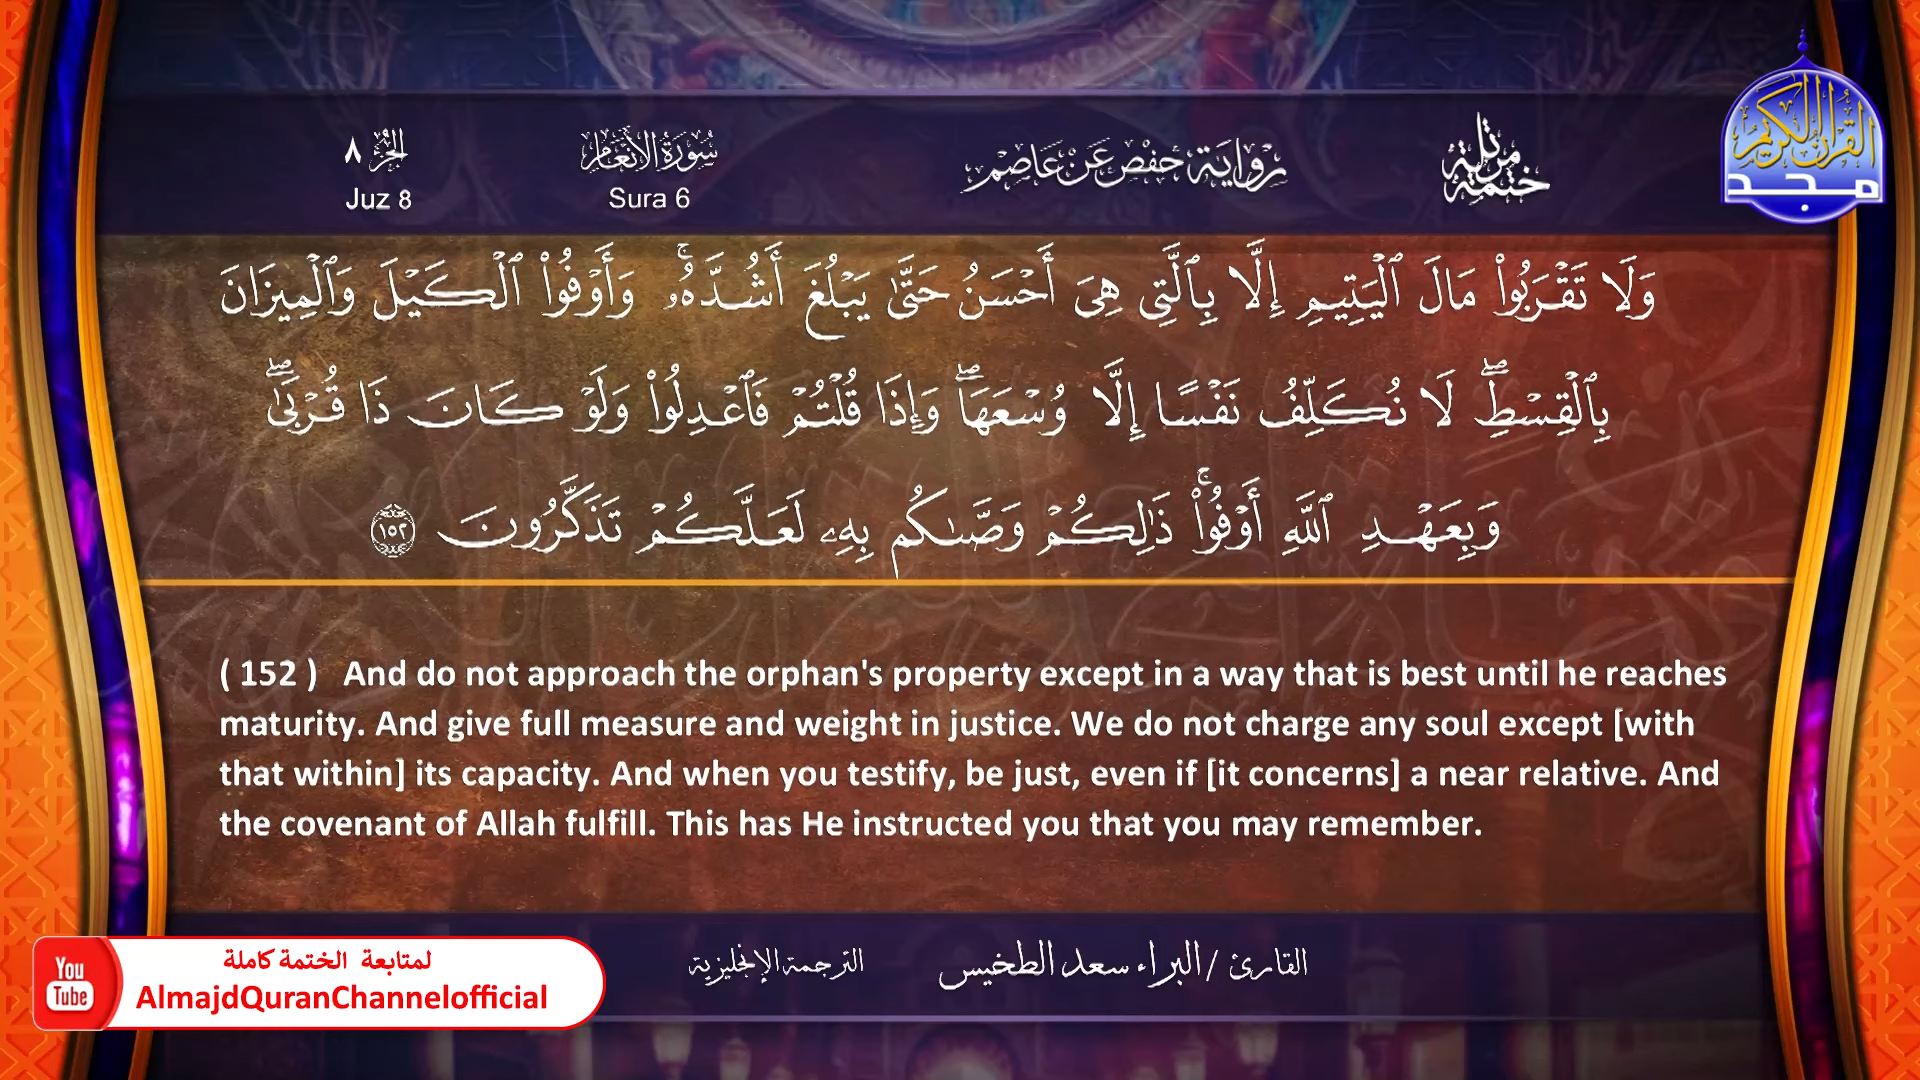 الجزء ٨
Juz 8
سورة الأنعام
Sura 6
رواية حفص عن عاصم
ختمة مرتلة
القرآن الكريم
مجد
وَلَا تَقْرَبُوا۟ مَالَ ٱلْيَتِيمِ إِلَّا بِٱلَّتِى هِىَ أَحْسَنُ حَتَّىٰ يَبْلُغَ أَشُدَّهُۥ ۚ وَأَوْفُوا۟ ٱلْكَيْلَ وَٱلْمِيزَانَ
بِٱلْقِسْطِ ۖ لَا نُكَلِّفُ نَفْسًا إِلَّا وُسْعَهَا ۖ وَإِذَا قُلْتُمْ فَٱعْدِلُوا۟ وَلَوْ كَانَ ذَا قُرْبَىٰ ۖ
وَبِعَهْدِ ٱللَّهِ أَوْفُوا۟ ۚ ذَٰلِكُمْ وَصَّىٰكُم بِهِۦ لَعَلَّكُمْ تَذَكَّرُونَ ١٥٢
( 152 ) And do not approach the orphan's property except in a way that is best until he reaches
maturity. And give full measure and weight in justice. We do not charge any soul except [with
that within] its capacity. And when you testify, be just, even if [it concerns] a near relative. And
the covenant of Allah fulfill. This has He instructed you that you may remember.
القارئ / البراء سعد الطخيس
الترجمة الإنجليزية
You
Tube
لمتابعة الختمة كاملة
AlmajdQuranChannelofficial